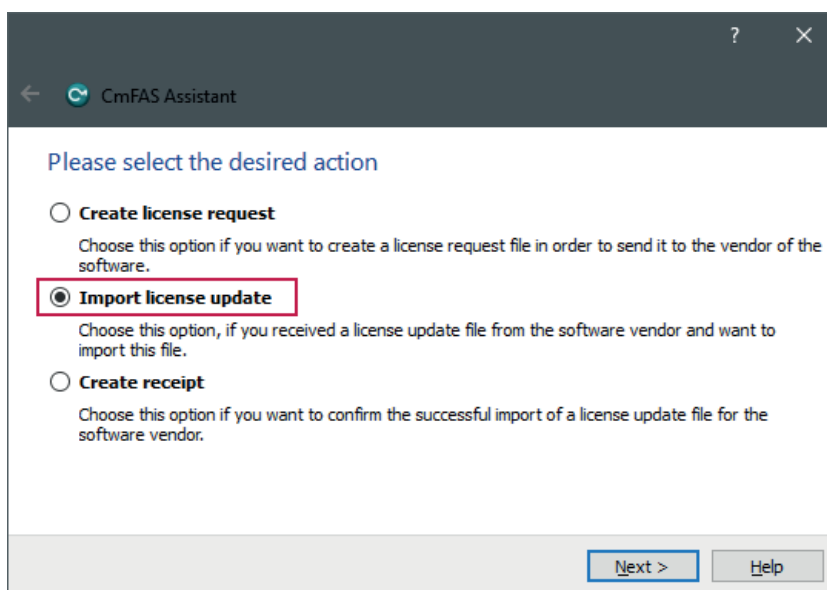 ?
CmFAS Assistant
Please select the desired action
Create license request
Choose this option if you want to create a license request file in order to send it to the vendor of the
software.
Import license update
Choose this option, if you received a license update file from the software vendor and want to
import this file.
Create receipt
Choose this option if you want to confirm the successful import of a license update file for the
software vendor.
Next > Help